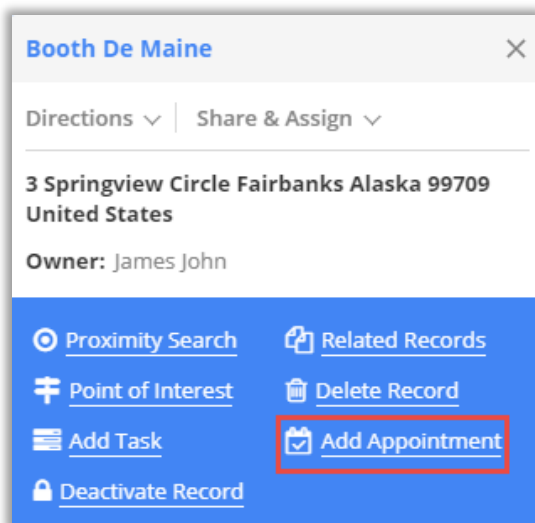 Booth De Maine
Directions Share & Assign
3 Springview Circle Fairbanks Alaska 99709
United States
Owner: James John
Proximity Search Related Records
Point of Interest Delete Record
Add Task Add Appointment
Deactivate Record